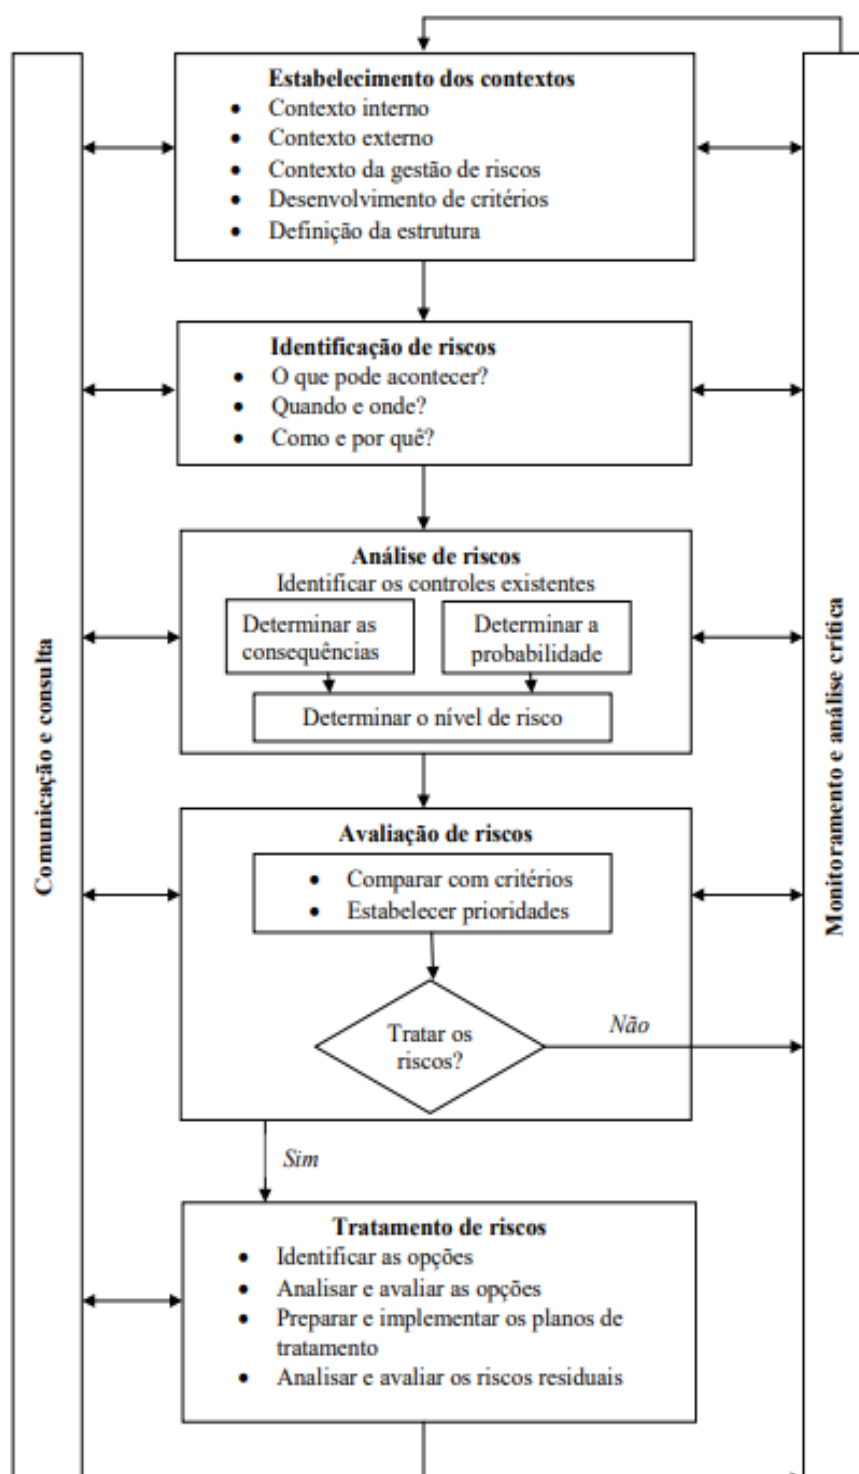 Estabelecimento dos contextos
• Contexto interno
• Contexto externo
• Contexto da gestão de riscos
• Desenvolvimento de critérios
• Definição da estrutura
Identificação de riscos
• O que pode acontecer?
• Quando e onde?
• Como e por quê?
Análise de riscos
Identificar os controles existentes
Determinar as
consequências
Determinar a
probabilidade
Determinar o nível de risco
Avaliação de riscos
• Comparar com critérios
• Estabelecer prioridades
Tratar os
riscos?
Não
Sim
Tratamento de riscos
• Identificar as opções
• Analisar e avaliar as opções
• Preparar e implementar os planos de
tratamento
• Analisar e avaliar os riscos residuais
Comunicação e consulta
Monitoramento e análise crítica